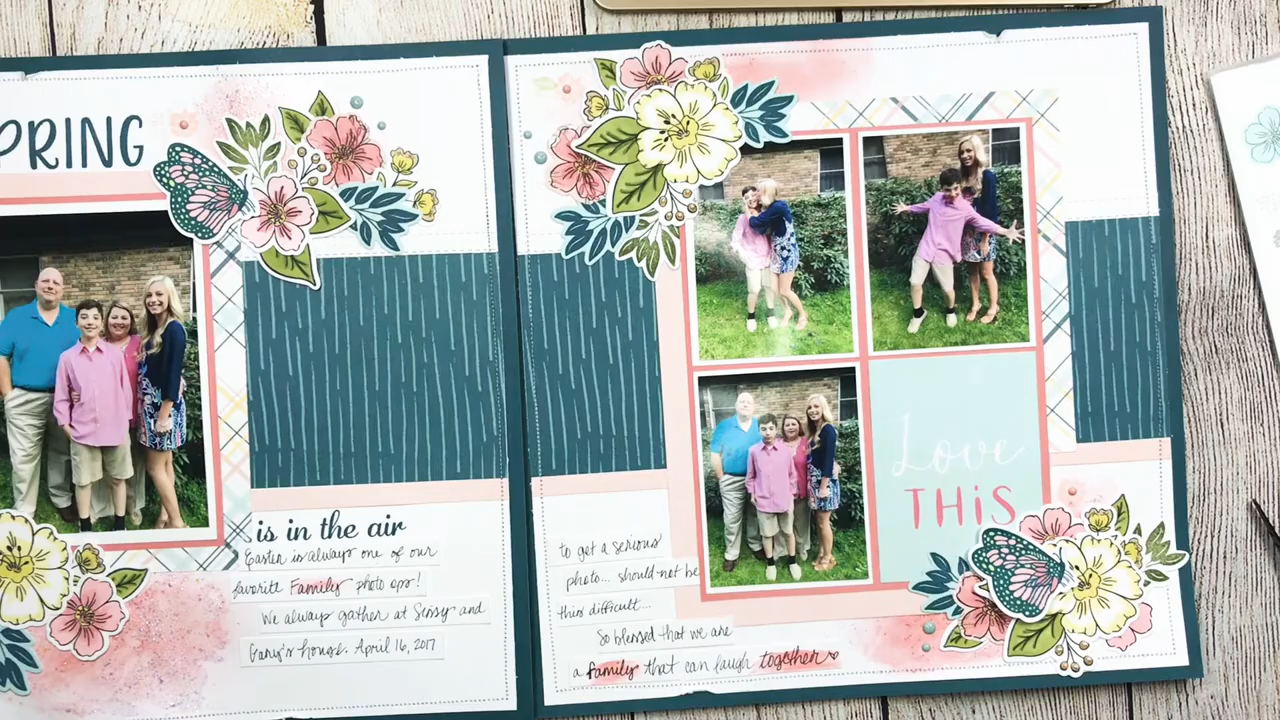 SPRING
is in the air
Easter is always one of our
favorite Family photo ops!
We always gather at Sensy and
Gary's house. April 16, 2017
to get a serious
photo... should not be
this difficult...
So blessed that we are
a family that can laugh together
Love
THiS